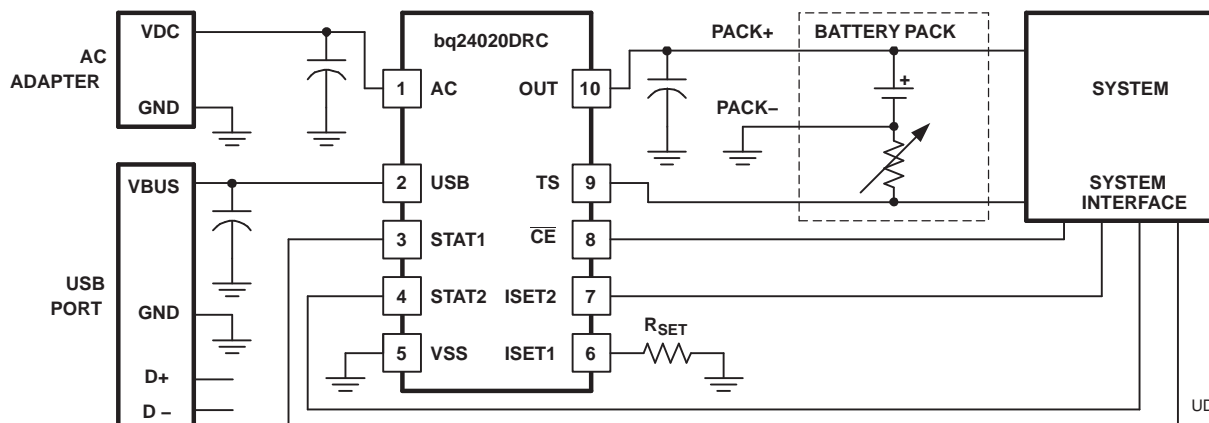 AC ADAPTER
VDC
GND
bq24020DRC
1 AC
OUT 10
PACK+
PACK–
BATTERY PACK
+
SYSTEM
SYSTEM INTERFACE
USB PORT
VBUS
GND
D+
D –
2 USB
3 STAT1
4 STAT2
5 VSS
TS 9
CE 8
ISET2 7
ISET1 6
RSET
UD